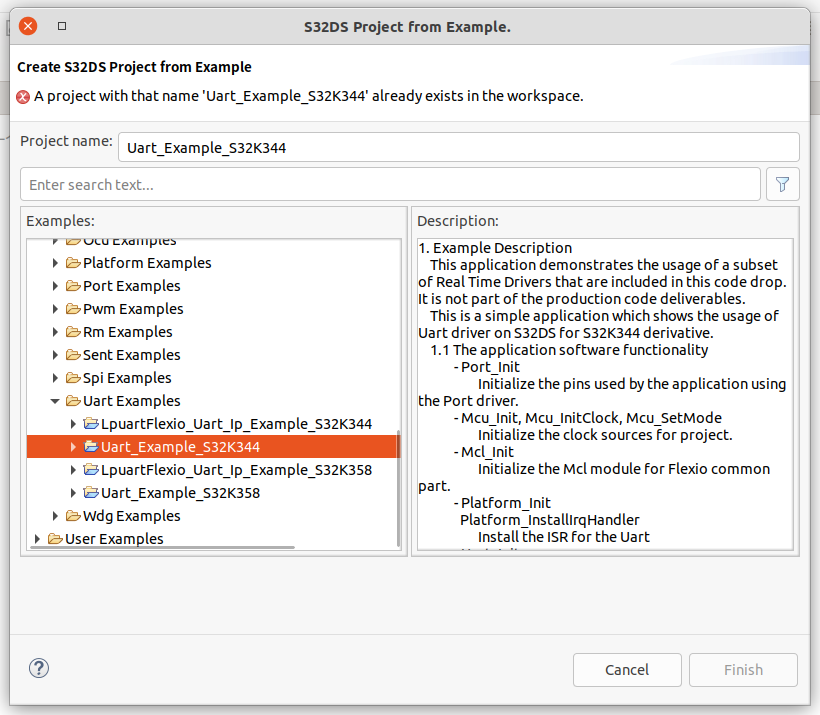 S32DS Project from Example.
Create S32DS Project from Example
A project with that name 'Uart_Example_S32K344' already exists in the workspace.
Project name:
Uart_Example_S32K344
Enter search text...
Examples:
Ocu Examples
Platform Examples
Port Examples
Pwm Examples
Rm Examples
Sent Examples
Spi Examples
Uart Examples
LpuartFlexio_Uart_Ip_Example_S32K344
Uart_Example_S32K344
LpuartFlexio_Uart_Ip_Example_S32K358
Uart_Example_S32K358
Wdg Examples
User Examples
Description:
1. Example Description
This application demonstrates the usage of a subset
of Real Time Drivers that are included in this code drop.
It is not part of the production code deliverables.
This is a simple application which shows the usage of
Uart driver on S32DS for S32K344 derivative.
1.1 The application software functionality
- Port_Init
Initialize the pins used by the application using
the Port driver.
- Mcu_Init, Mcu_InitClock, Mcu_SetMode
Initialize the clock sources for project.
- Mcl_Init
Initialize the Mcl module for Flexio common
part.
- Platform_Init
Platform_InstallIrqHandler
Install the ISR for the Uart
?
Cancel
Finish